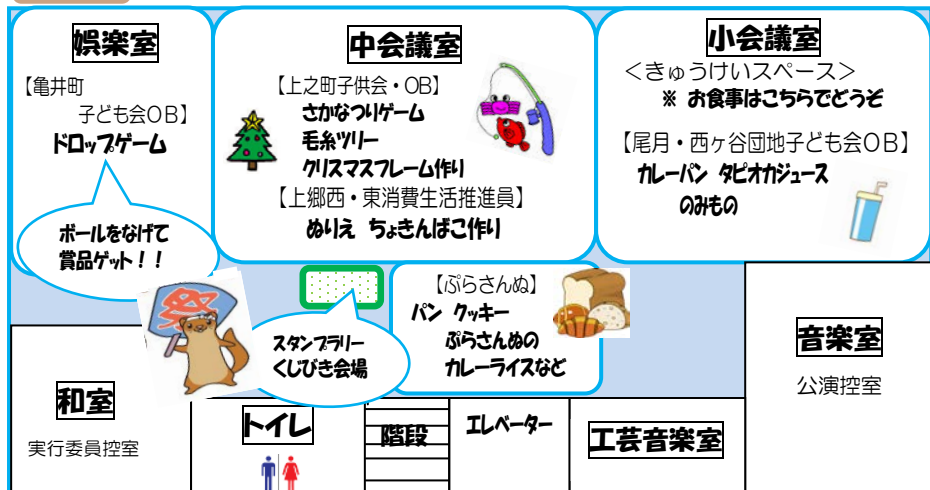 娯楽室
【亀井町
子ども会OB】
ドロップゲーム
ボールをなげて
賞品ゲット！！
中会議室
【上之町子供会・OB】
さかなつりゲーム
毛糸ツリー
クリスマスフレーム作り
【上郷西・東消費生活推進員】
ぬりえ ちょきんばこ作り
小会議室
＜きゅうけいスペース＞
※ お食事はこちらでどうぞ
【尾月・西ヶ谷団地子ども会OB】
カレーパン タピオカジュース
のみもの
祭
スタンプラリー
くじびき会場
【ぷらさんぬ】
パン クッキー
ぷらさんぬの
カレーライスなど
音楽室
公演控室
和室
実行委員控室
トイレ
階段
エレベーター
工芸音楽室